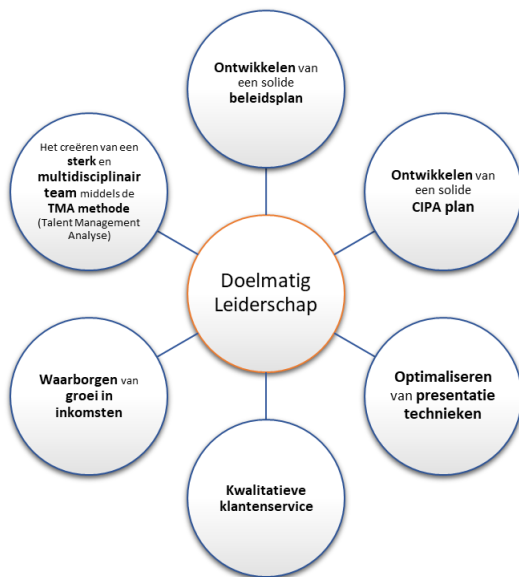 Ontwikkelen van
een solide
beleidsplan
Het creëren van een
sterk en
multidisciplinair
team middels de
TMA methode
(Talent Management
Analyse)
Ontwikkelen van
een solide
CIPA plan
Doelmatig
Leiderschap
Waarborgen van
groei in
inkomsten
Optimaliseren
van presentatie
technieken
Kwalitatieve
klantenservice